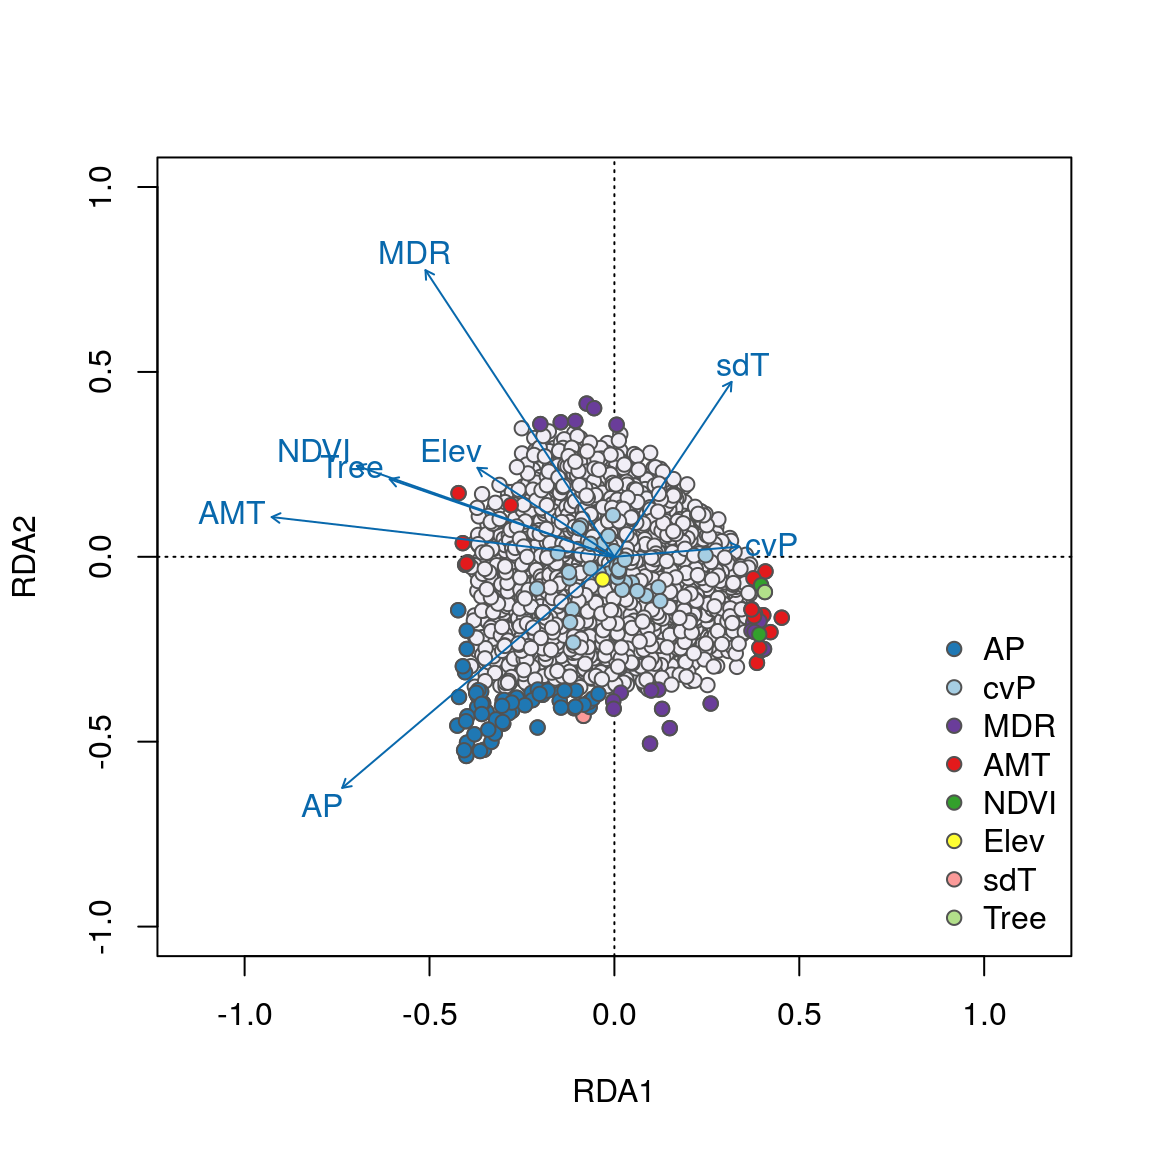 MDR
sdT
NDVI
Tree
Elev
AMT
cvP
AP
RDA2
1.0
0.5
0.0
-0.5
-1.0
AP
cvP
MDR
AMT
NDVI
Elev
sdT
Tree
-1.0 -0.5 0.0 0.5 1.0
RDA1